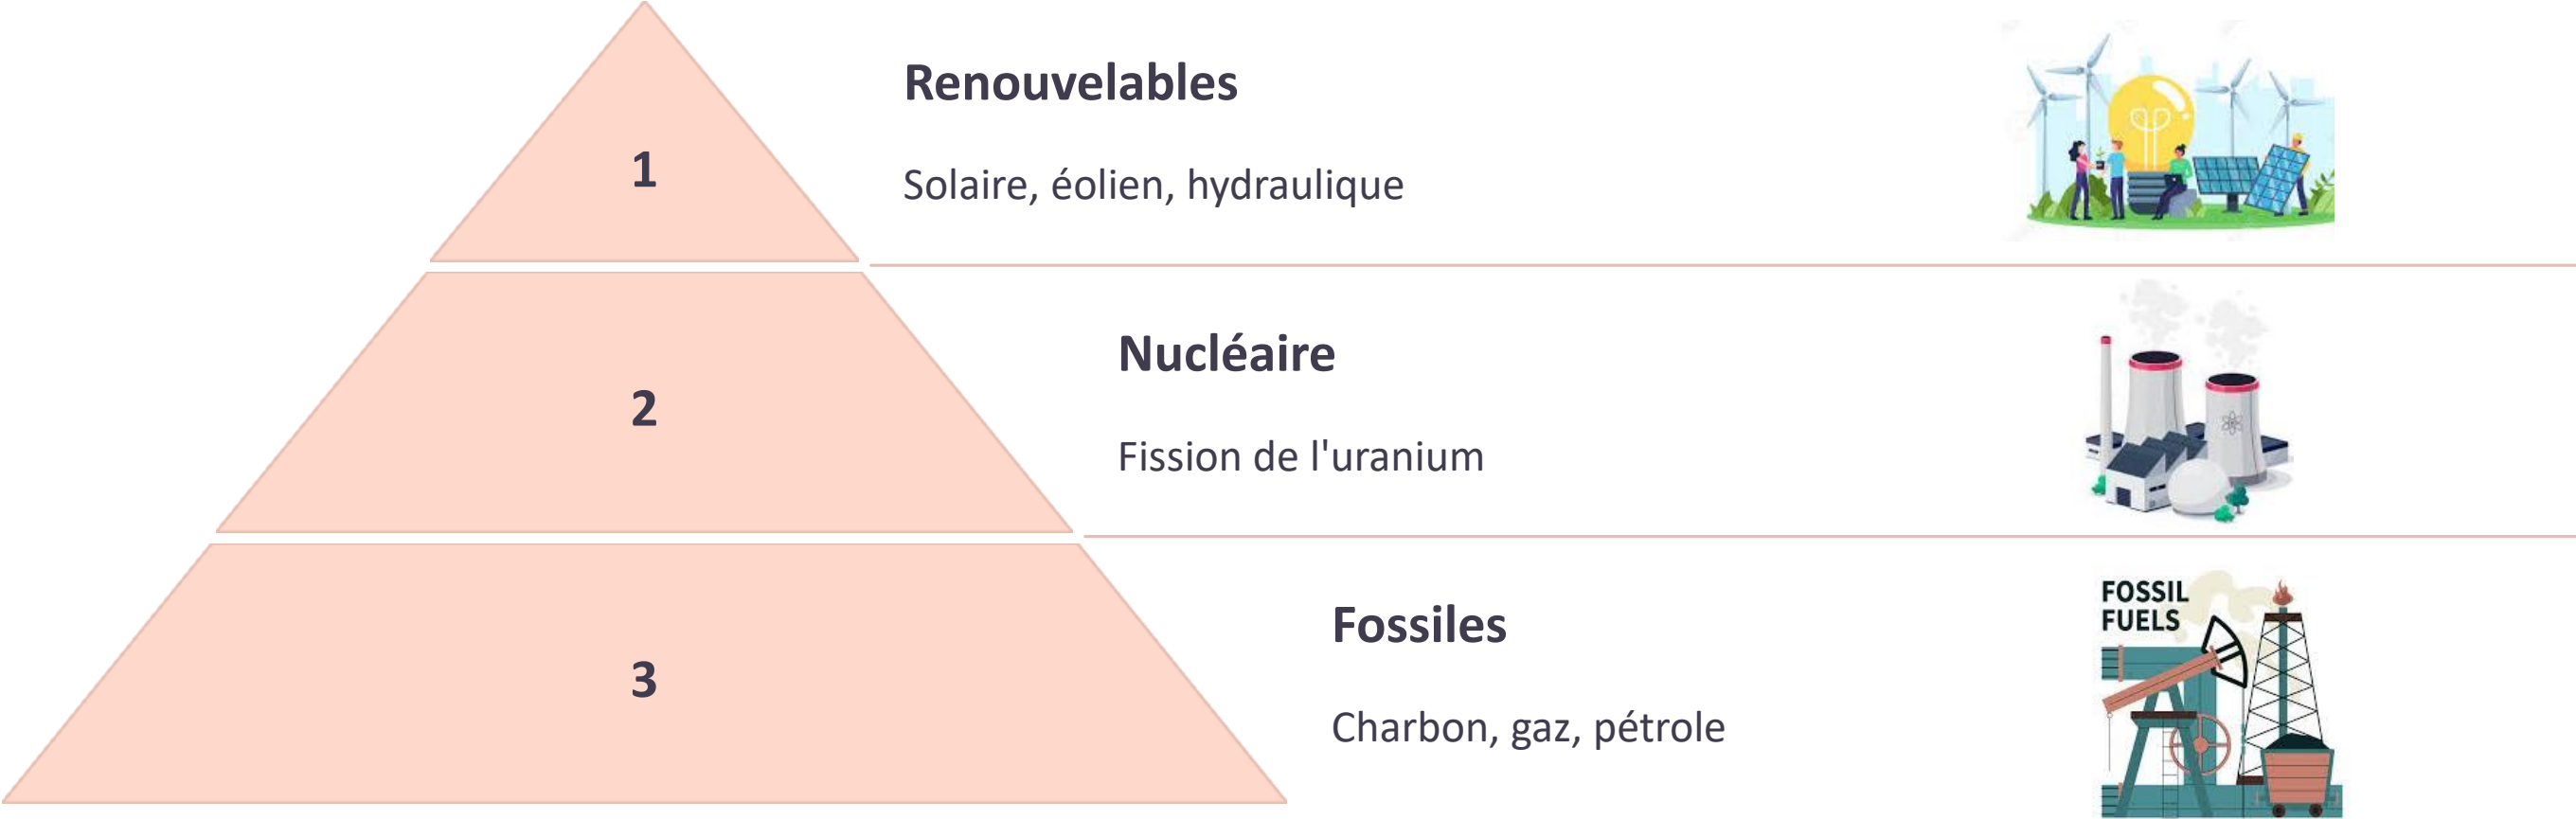 1
Renouvelables
Solaire, éolien, hydraulique
2
Nucléaire
Fission de l'uranium
3
Fossiles
Charbon, gaz, pétrole
FOSSIL
FUELS